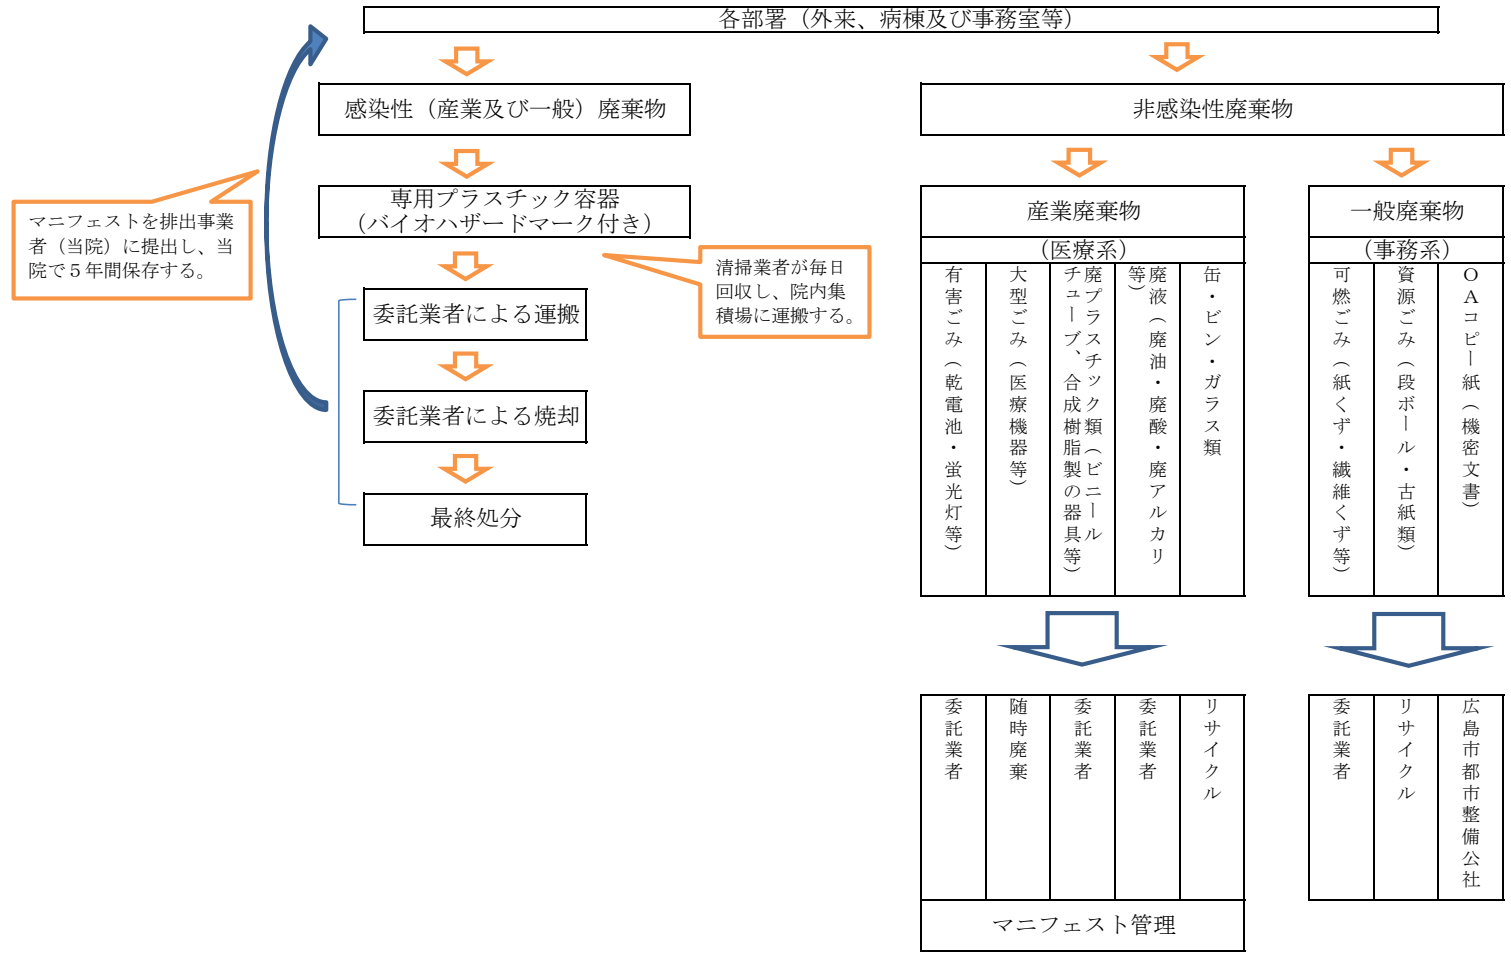 各部署（外来、病棟及び事務室等）
感染性（産業及び一般）廃棄物
非感染性廃棄物
専用プラスチック容器
（バイオハザードマーク付き）
マニフェストを排出事業
者（当院）に提出し、当
院で５年間保存する。
清掃業者が毎日
回収し、院内集
積場に運搬する。
委託業者による運搬
委託業者による焼却
最終処分
産業廃棄物
（医療系）
有害ごみ（乾電池・蛍光灯等）
大型ごみ（医療機器等）
廃プラスチック類（ビニール
チューブ、合成樹脂製の器具等）
廃液（廃油・廃酸・廃アルカリ
等）
缶・ビン・ガラス類
一般廃棄物
（事務系）
可燃ごみ（紙くず・繊維くず等）
資源ごみ（段ボール・古紙類）
ＯＡコピー紙（機密文書）
委託業者
随時廃棄
委託業者
委託業者
リサイクル
マニフェスト管理
委託業者
リサイクル
広島市都市整備公社